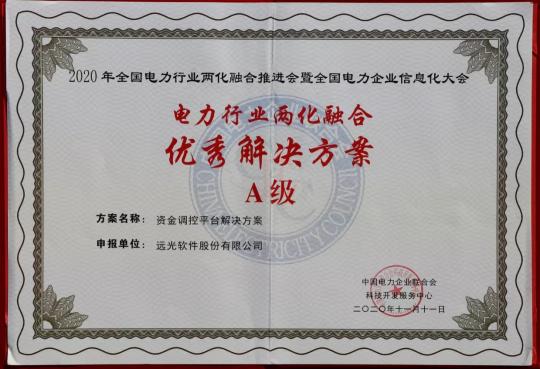 2020年全国电力行业两化融合推进会暨全国电力企业信息化大会
电力行业两化融合
优秀解决方案
A级
方案名称：资金调控平台解决方案
申报单位：远光软件股份有限公司
CHINA ELECTRICITY COUNCIL
中国电力企业联合会
科技开发服务中心
二〇二〇年十一月十一日